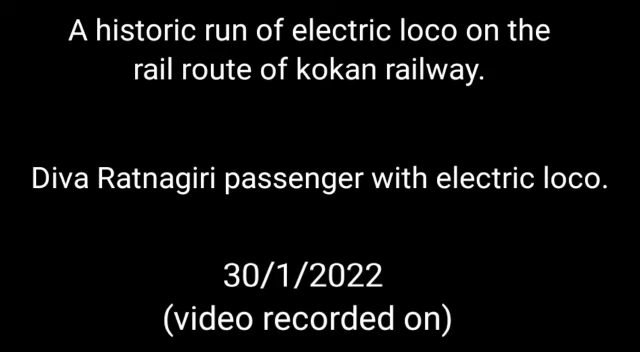 A historic run of electric loco on the
rail route of kokan railway.
Diva Ratnagiri passenger with electric loco.
30/1/2022
(video recorded on)